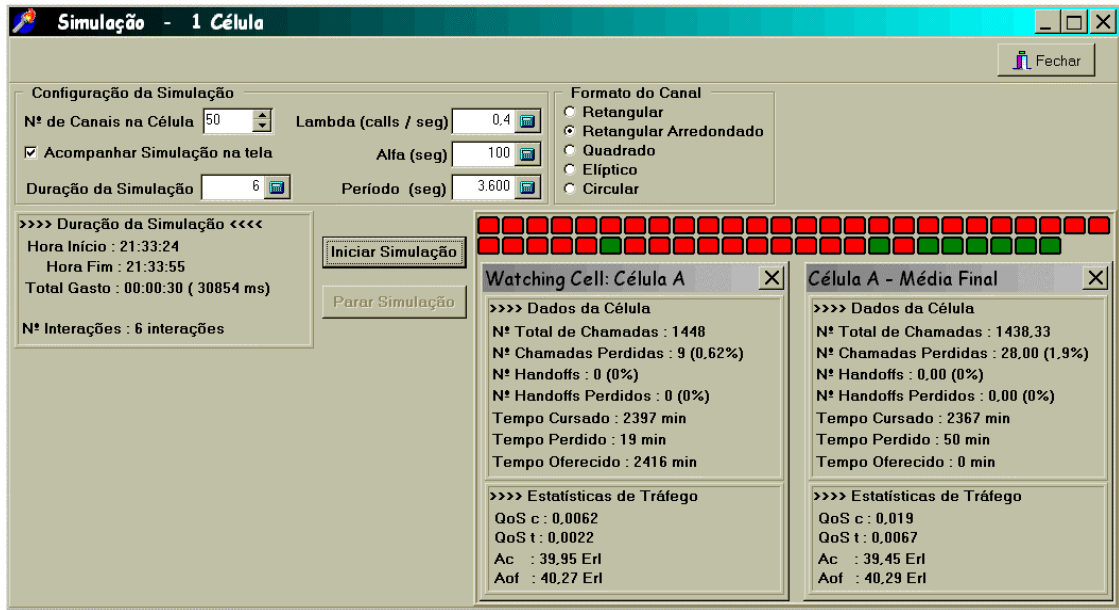 Simulação - 1 Célula
Fechar
Configuração da Simulação
Nº de Canais na Célula 50
Lambda (calls / seg) 0,4
Acompanhar Simulação na tela
Alfa (seg) 100
Duração da Simulação 6
Período (seg) 3.600
Formato do Canal
Retangular
Retangular Arredondado
Quadrado
Elíptico
Circular
>>>> Duração da Simulação <<<<
Hora Início : 21:33:24
Hora Fim : 21:33:55
Total Gasto : 00:00:30 ( 30854 ms)
Nº Interações : 6 interações
Iniciar Simulação
Parar Simulação
Watching Cell: Célula A
>>>> Dados da Célula
Nº Total de Chamadas : 1448
Nº Chamadas Perdidas : 9 (0,62%)
Nº Handoffs : 0 (0%)
Nº Handoffs Perdidos : 0 (0%)
Tempo Cursado : 2397 min
Tempo Perdido : 19 min
Tempo Oferecido : 2416 min
>>>> Estatísticas de Tráfego
QoS c : 0,0062
QoS t : 0,0022
Ac : 39,95 Erl
Aof : 40,27 Erl
Célula A - Média Final
>>>> Dados da Célula
Nº Total de Chamadas : 1438,33
Nº Chamadas Perdidas : 28,00 (1,9%)
Nº Handoffs : 0,00 (0%)
Nº Handoffs Perdidos : 0,00 (0%)
Tempo Cursado : 2367 min
Tempo Perdido : 50 min
Tempo Oferecido : 0 min
>>>> Estatísticas de Tráfego
QoS c : 0,019
QoS t : 0,0067
Ac : 39,45 Erl
Aof : 40,29 Erl